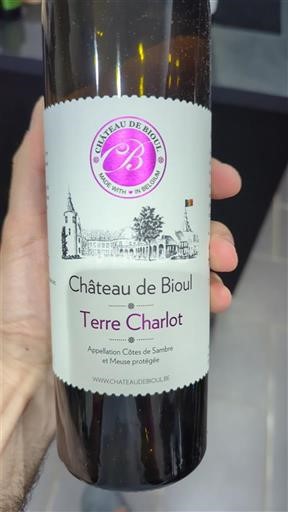 CHÂTEAU DE BIOUL
CB
MADE WITH ♥ IN BELGIUM
Château de Bioul
Terre Charlot
Appellation Côtes de Sambre
et Meuse protégée
WWW.CHATEAUDEBIOUL.BE